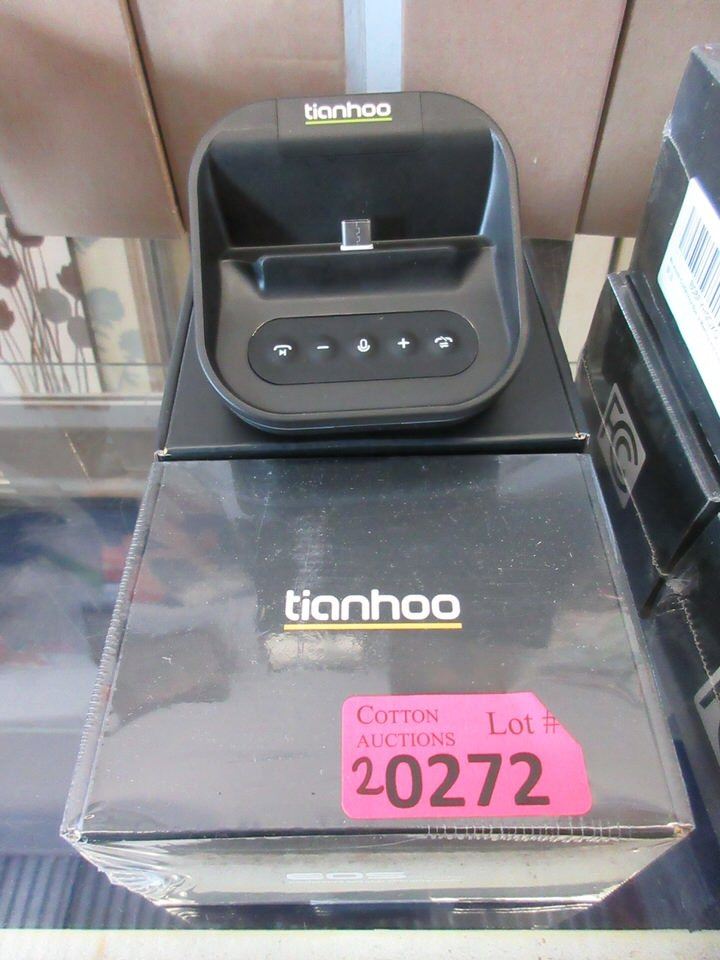 tianhoo
tianhoo
COTTON
AUCTIONS
Lot #
20272